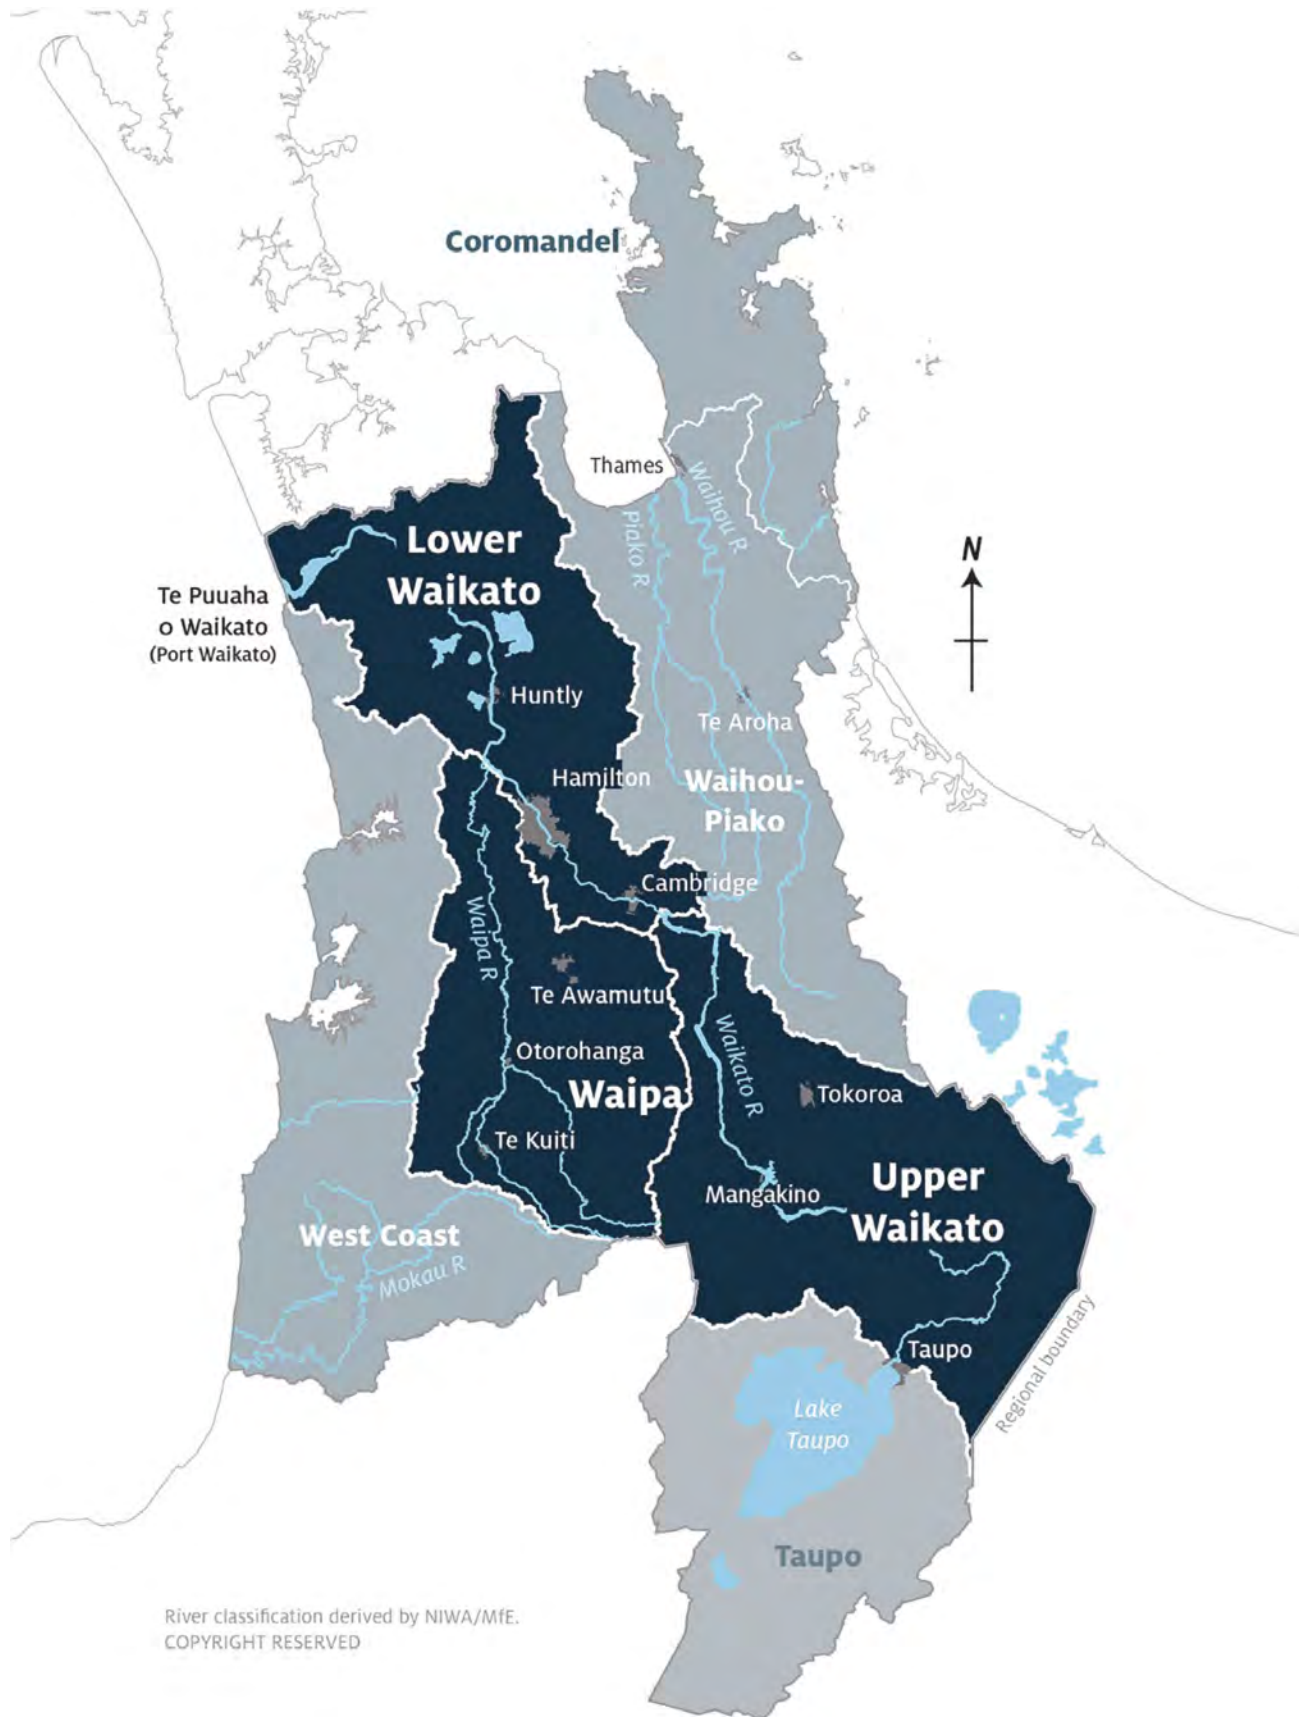 Coromandel
Thames
Waihou R
Piako R
N
Lower
Waikato
Te Puuaha
o Waikato
(Port Waikato)
Huntly
Te Aroha
Hamilton
Waihou-
Piako
Cambridge
Waipa R
Te Awamutu
Waikato R
Otorohanga
Waipa
Tokoroa
Te Kuiti
Upper
Waikato
Mangakino
West Coast
Mokau R
Taupo
Regional boundary
Lake
Taupo
Taupo
River classification derived by NIWA/MfE.
COPYRIGHT RESERVED